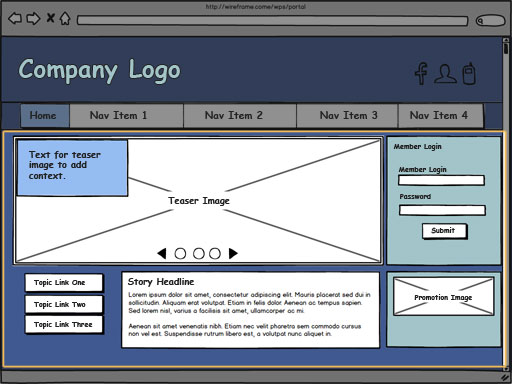 http://wireframe.come/wps/portal
Company Logo
Home
Nav Item 1
Nav Item 2
Nav Item 3
Nav Item 4
Text for teaser
image to add
context.
Teaser Image
Member Login
Member Login
Password
Submit
Topic Link One
Topic Link Two
Topic Link Three
Story Headline
Lorem ipsum dolor sit amet, consectetur adipiscing elit. Mauris placerat sed dui in
sollicitudin. Aliquam erat volutpat. Etiam in felis dolor. Aenean ac tempus sapien.
Sed lorem nisl, varius a facilisis sit amet, ullamcorper ac mi.
Aenean sit amet venenatis nibh. Etiam nec velit pharetra sem commodo cursus
non vel est. Suspendisse rutrum libero est, a volutpat nunc aliquet in.
Promotion Image